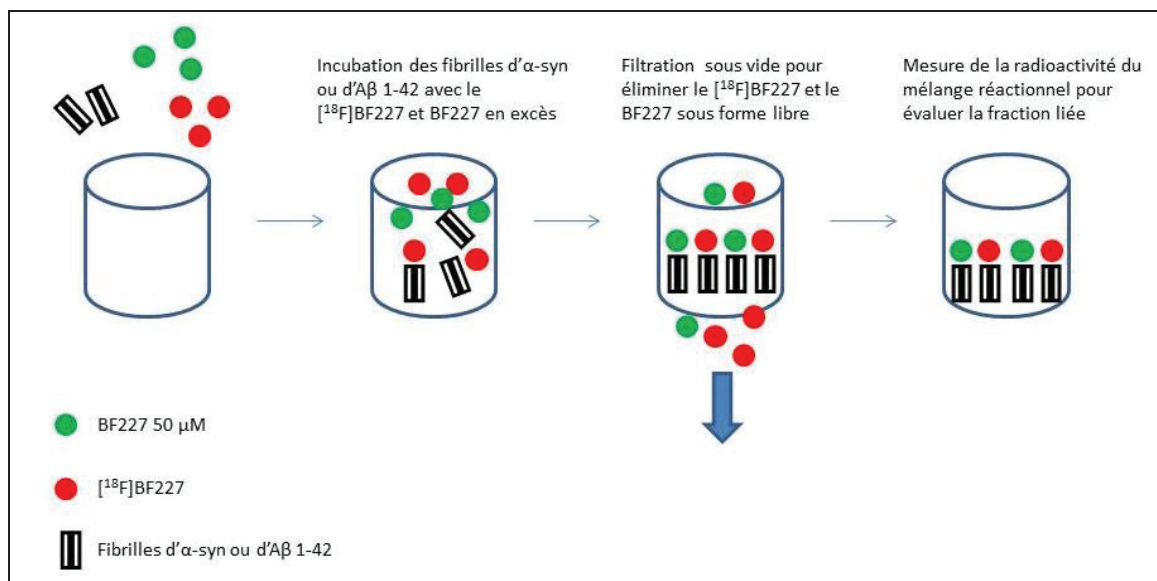 Incubation des fibrilles d'α-syn
ou d'Aβ 1-42 avec le
[¹⁸F]BF227 et BF227 en excès
Filtration sous vide pour
éliminer le [¹⁸F]BF227 et le
BF227 sous forme libre
Mesure de la radioactivité du
mélange réactionnel pour
évaluer la fraction liée
BF227 50 µM
[¹⁸F]BF227
Fibrilles d'α-syn ou d'Aβ 1-42